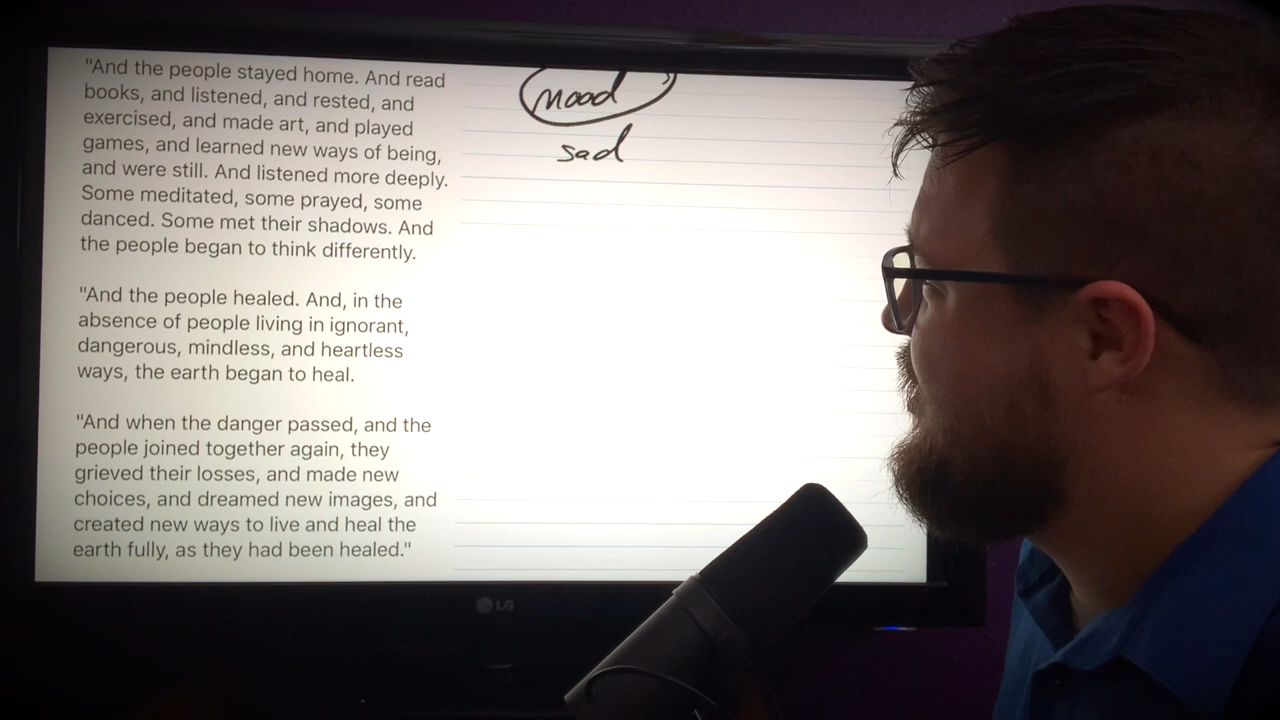 "And the people stayed home. And read
books, and listened, and rested, and
exercised, and made art, and played
games, and learned new ways of being,
and were still. And listened more deeply.
Some meditated, some prayed, some
danced. Some met their shadows. And
the people began to think differently.
"And the people healed. And, in the
absence of people living in ignorant,
dangerous, mindless, and heartless
ways, the earth began to heal.
"And when the danger passed, and the
people joined together again, they
grieved their losses, and made new
choices, and dreamed new images, and
created new ways to live and heal the
earth fully, as they had been healed."
mood
sad
LG